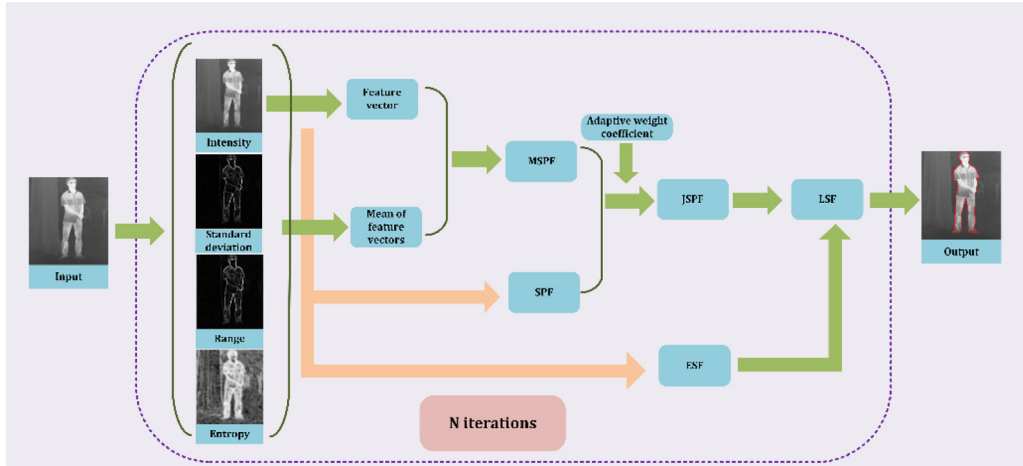 Input
Intensity
Standard
deviation
Range
Entropy
Feature
vector
Mean of
feature
vectors
MSPF
SPF
Adaptive weight
coefficient
JSPF
ESF
LSF
Output
N iterations